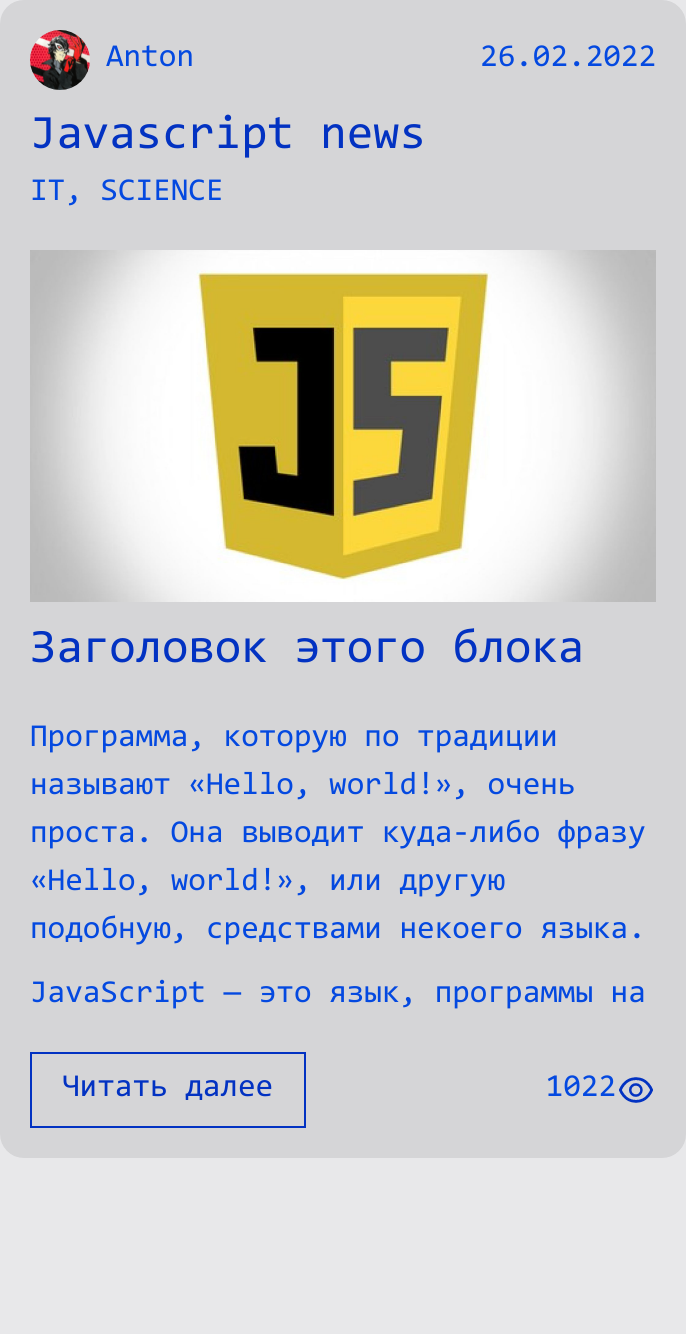 Anton 26.02.2022
Javascript news
IT, SCIENCE
JS
Заголовок этого блока
Программа, которую по традиции
называют «Hello, world!», очень
проста. Она выводит куда-либо фразу
«Hello, world!», или другую
подобную, средствами некоего языка.
JavaScript — это язык, программы на
Читать далее 1022